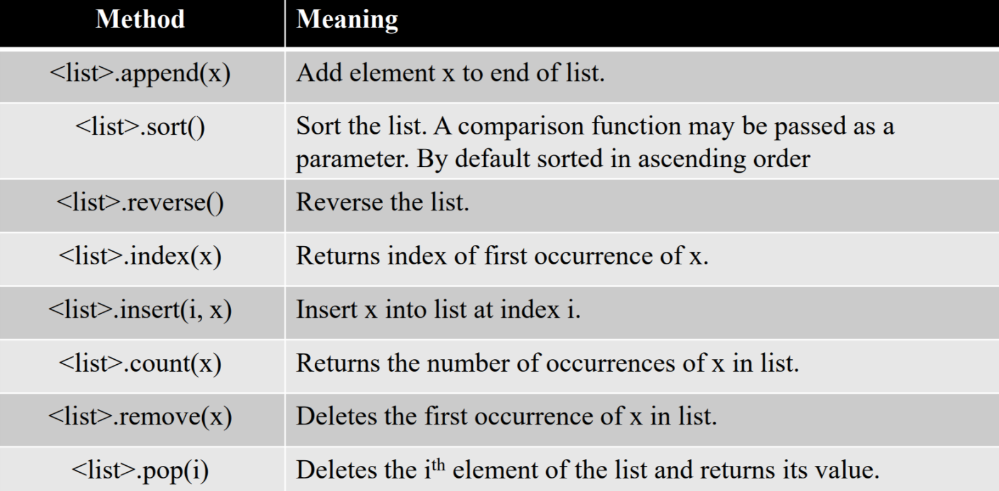 Method Meaning
<list>.append(x) Add element x to end of list.
<list>.sort() Sort the list. A comparison function may be passed as a
parameter. By default sorted in ascending order
<list>.reverse() Reverse the list.
<list>.index(x) Returns index of first occurrence of x.
<list>.insert(i, x) Insert x into list at index i.
<list>.count(x) Returns the number of occurrences of x in list.
<list>.remove(x) Deletes the first occurrence of x in list.
<list>.pop(i) Deletes the ith element of the list and returns its value.